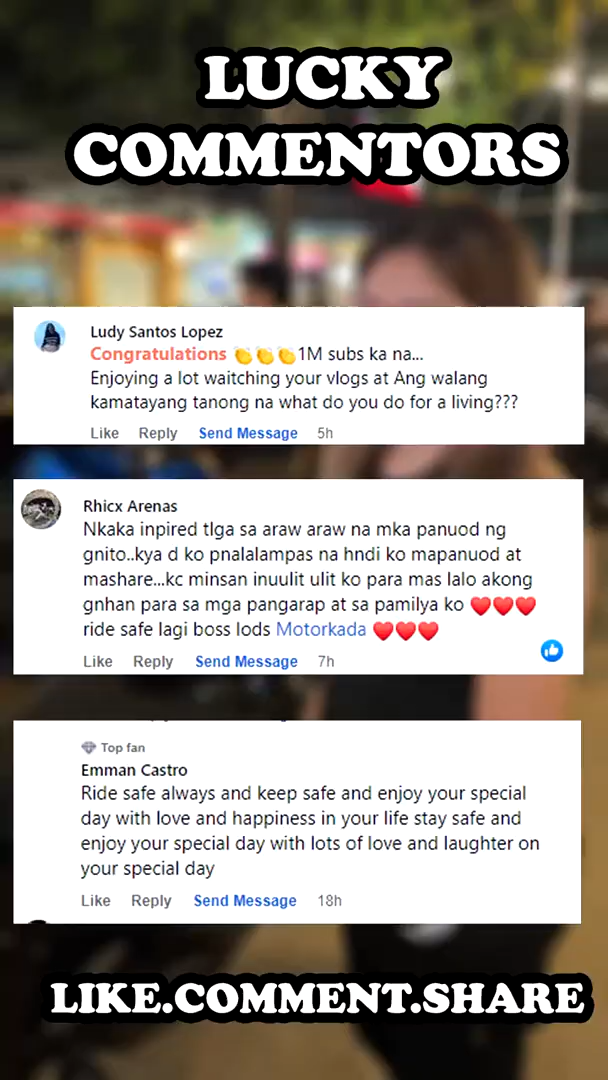 LUCKY
COMMENTORS
Ludy Santos Lopez
Congratulations 👏👏👏1M subs ka na...
Enjoying a lot waitching your vlogs at Ang walang
kamatayang tanong na what do you do for a living???
Like Reply Send Message 5h
Rhicx Arenas
Nkaka inpired tlga sa araw araw na mka panuod ng
gnito..kya d ko pnalalampas na hndi ko mapanuod at
mashare...kc minsan inuulit ulit ko para mas lalo akong
gnhan para sa mga pangarap at sa pamilya ko ❤️❤️❤️
ride safe lagi boss lods Motorkada ❤️❤️❤️
Like Reply Send Message 7h
Top fan
Emman Castro
Ride safe always and keep safe and enjoy your special
day with love and happiness in your life stay safe and
enjoy your special day with lots of love and laughter on
your special day
Like Reply Send Message 18h
LIKE.COMMENT.SHARE